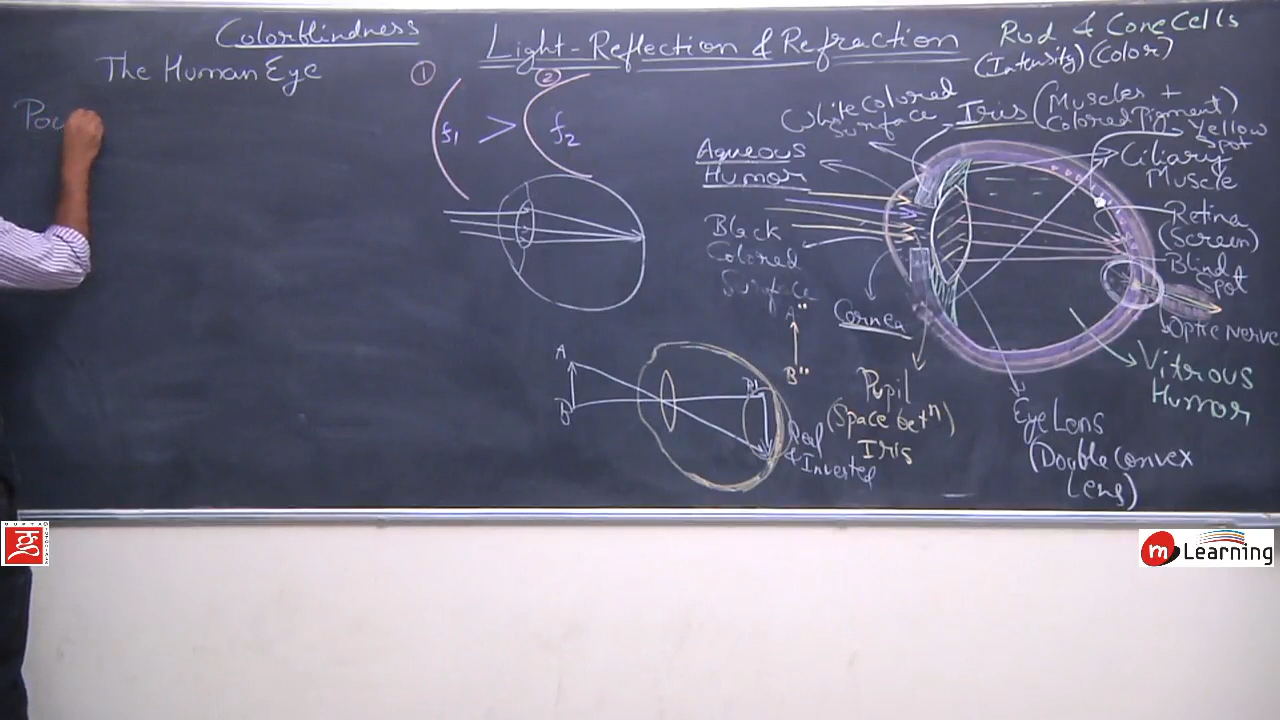 Colorblindness
The Human Eye
Light-Reflection & Refraction
Rod & Cone Cells
(Intensity) (Color)
① ②
f₁ > f₂
White Colored
Surface
Iris (Muscles +
Colored Pigment)
Yellow
Spot
Ciliary
Muscle
Aqueous
Humor
Retina
(Screen)
Black
Colored
Surface
Blind
Spot
Cornea
Optic Nerve
Vitrous
Humor
Pupil
(Space betⁿ)
Iris
Eye Lens
(Double Convex
Lens)
A
B
A"
B"
B'
Real
& Inverted
m Learning